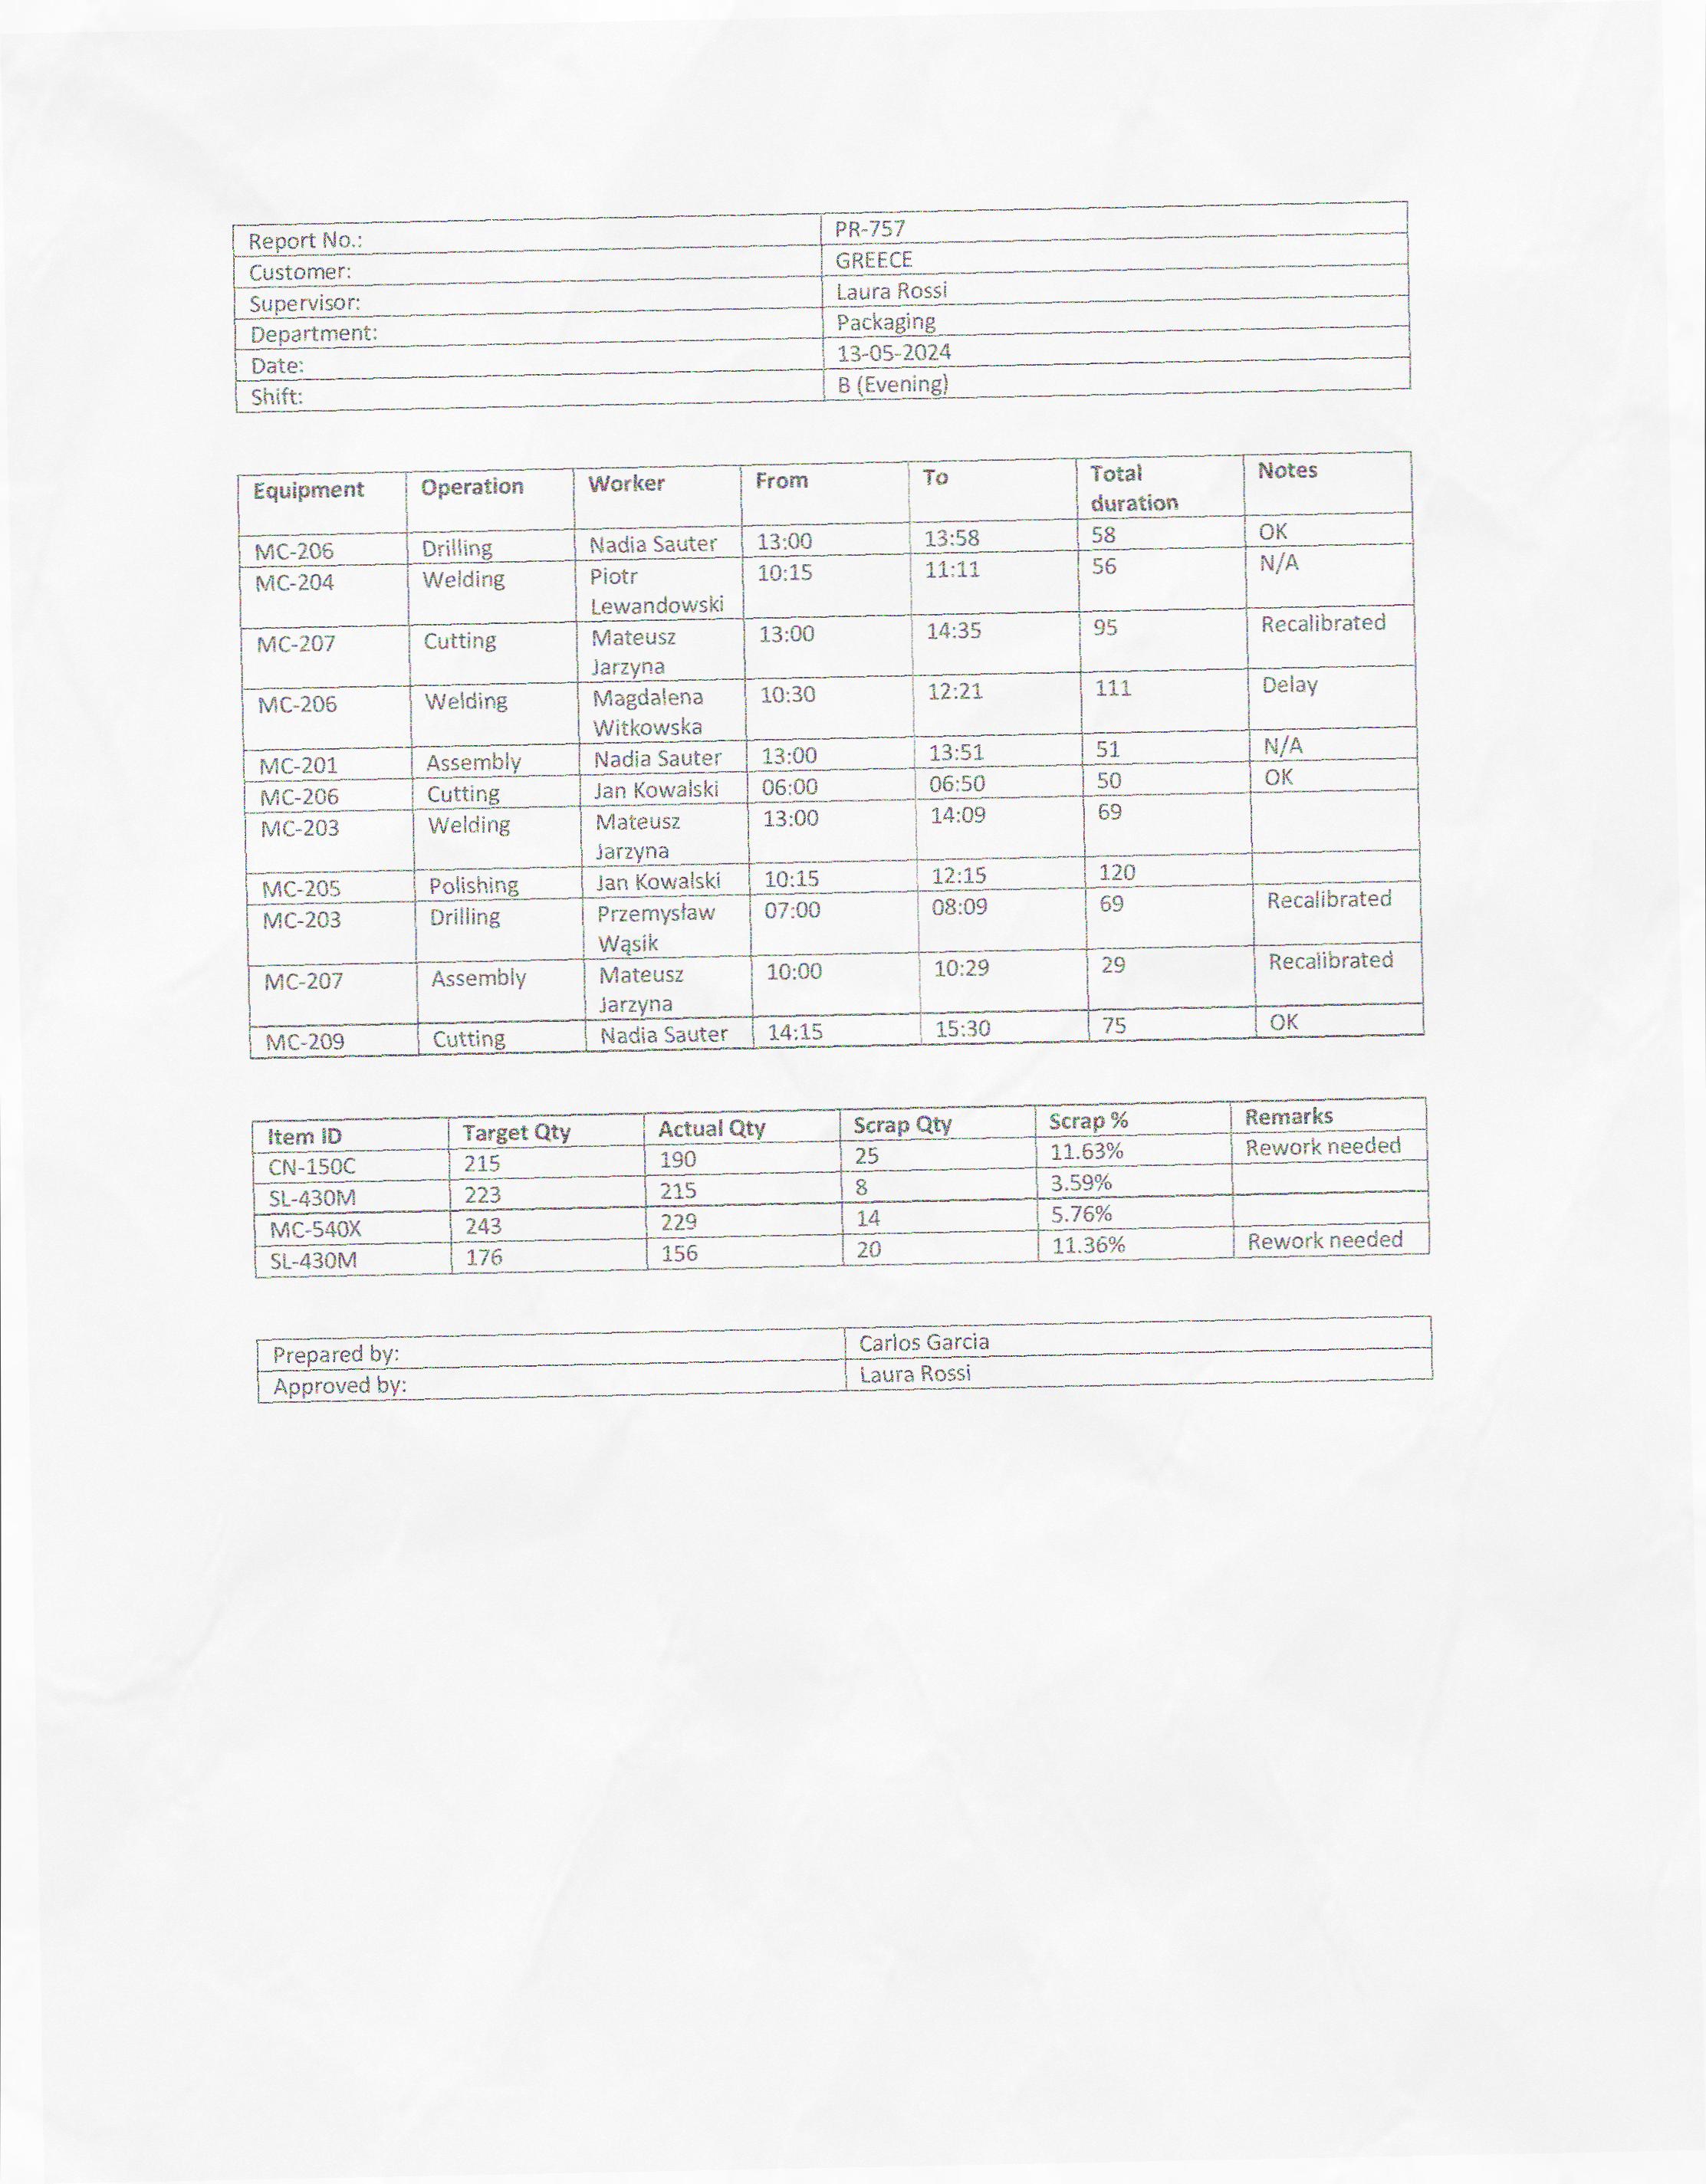 Report No.: PR-757
Customer: GREECE
Supervisor: Laura Rossi
Department: Packaging
Date: 13-05-2024
Shift: B (Evening)
Equipment Operation Worker From To Total duration Notes
MC-206 Drilling Nadia Sauter 13:00 13:58 58 OK
MC-204 Welding Piotr Lewandowski 10:15 11:11 56 N/A
MC-207 Cutting Mateusz Jarzyna 13:00 14:35 95 Recalibrated
MC-206 Welding Magdalena Witkowska 10:30 12:21 111 Delay
MC-201 Assembly Nadia Sauter 13:00 13:51 51 N/A
MC-206 Cutting Jan Kowalski 06:00 06:50 50 OK
MC-203 Welding Mateusz Jarzyna 13:00 14:09 69
MC-205 Polishing Jan Kowalski 10:15 12:15 120
MC-203 Drilling Przemysław Wąsik 07:00 08:09 69 Recalibrated
MC-207 Assembly Mateusz Jarzyna 10:00 10:29 29 Recalibrated
MC-209 Cutting Nadia Sauter 14:15 15:30 75 OK
Item ID Target Qty Actual Qty Scrap Qty Scrap % Remarks
CN-150C 215 190 25 11.63% Rework needed
SL-430M 223 215 8 3.59%
MC-540X 243 229 14 5.76%
SL-430M 176 156 20 11.36% Rework needed
Prepared by: Carlos Garcia
Approved by: Laura Rossi